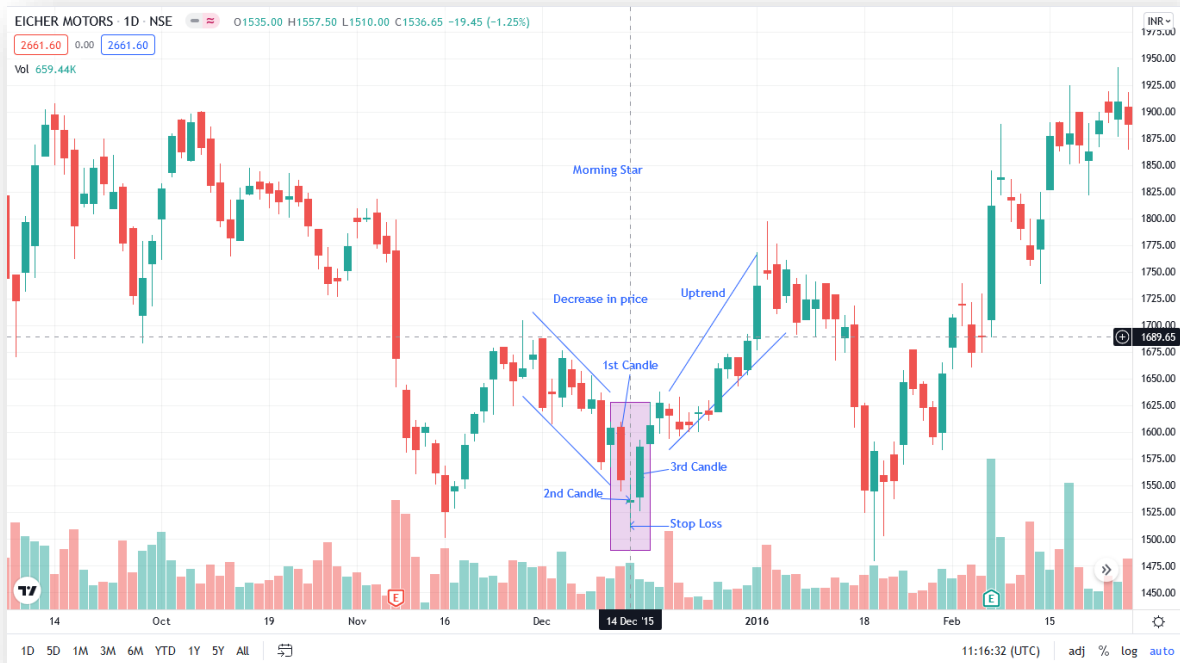 EICHER MOTORS · 1D · NSE
O1535.00 H1557.50 L1510.00 C1536.65 −19.45 (−1.25%)
INR
2661.60 0.00 2661.60
Vol 659.44K
1975.00
1950.00
1925.00
1900.00
1875.00
1850.00
1825.00
1800.00
1775.00
1750.00
1725.00
1700.00
1689.65
1675.00
1650.00
1625.00
1600.00
1575.00
1550.00
1525.00
1500.00
1475.00
1450.00
Morning Star
Decrease in price
Uptrend
1st Candle
3rd Candle
2nd Candle
Stop Loss
E
E
14 Oct 19 Nov 16 Dec 14 Dec '15 2016 18 Feb 15
1D 5D 1M 3M 6M YTD 1Y 5Y All
11:16:32 (UTC) adj % log auto